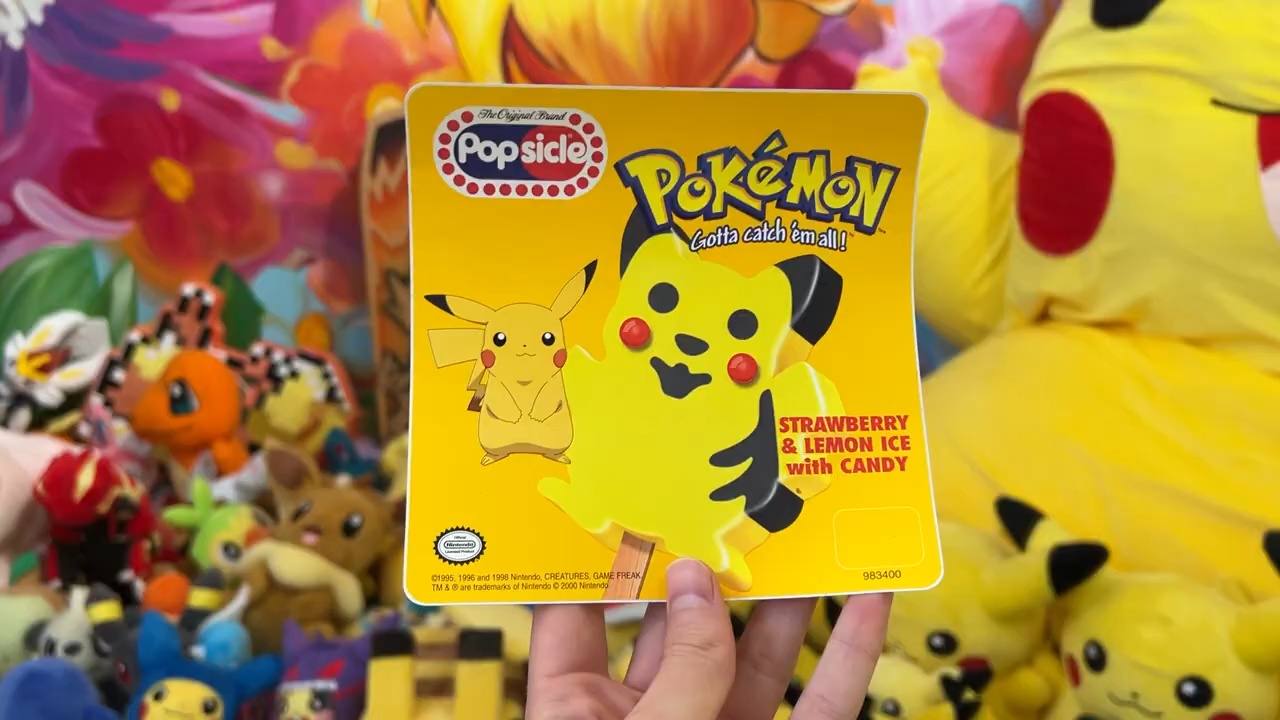 The Original Brand
Popsicle
POKéMON
Gotta catch 'em all!
STRAWBERRY
& LEMON ICE
with CANDY
Official
Nintendo
Licensed Product
©1995, 1996 and 1998 Nintendo, CREATURES, GAME FREAK.
TM & ® are trademarks of Nintendo © 2000 Nintendo.
983400